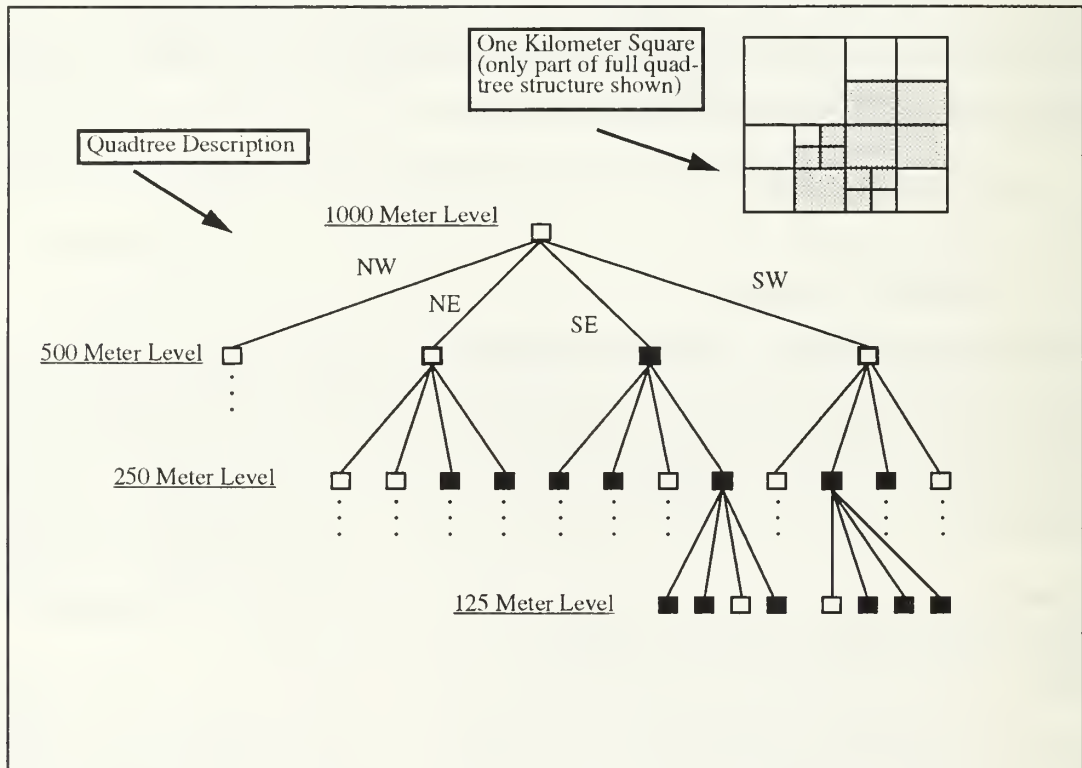 One Kilometer Square
(only part of full quad-
tree structure shown)
Quadtree Description
1000 Meter Level
NW
NE
SE
SW
500 Meter Level
250 Meter Level
125 Meter Level